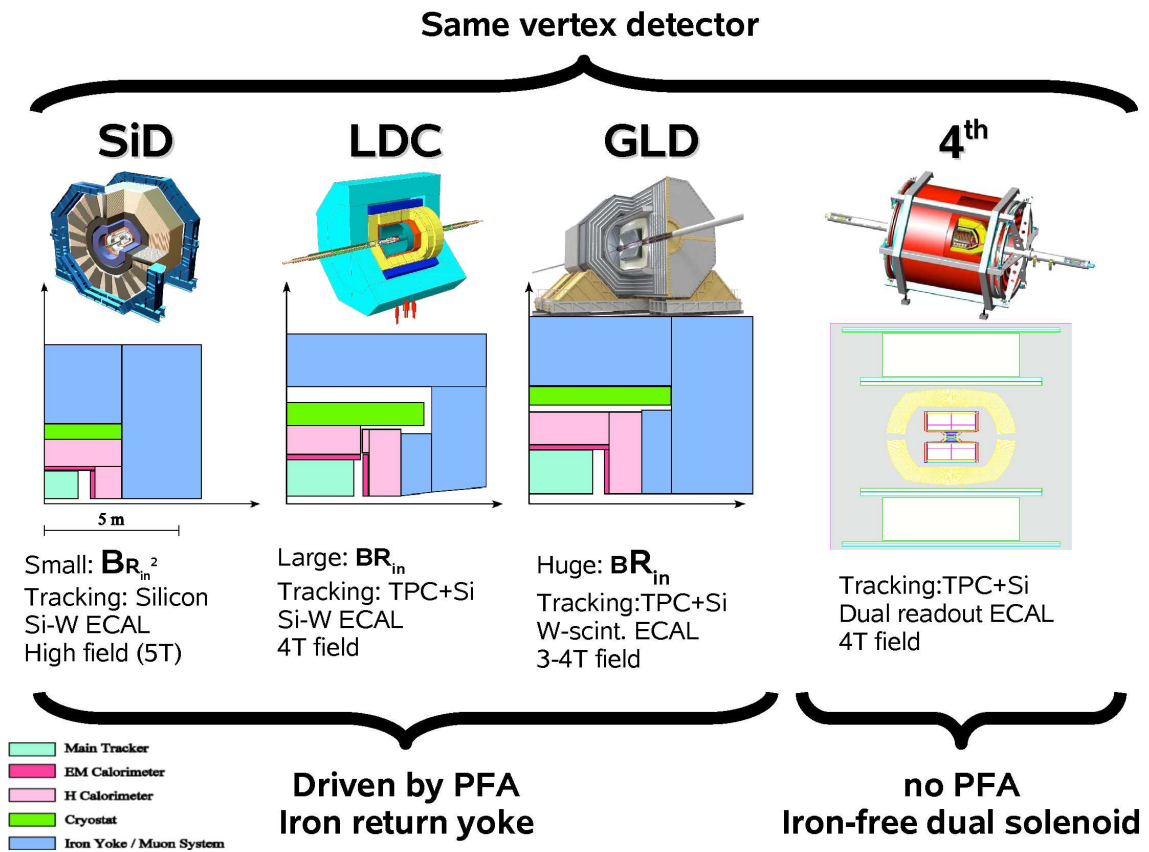 Same vertex detector
SiD
LDC
GLD
4th
5 m
Small: BR_in²
Tracking: Silicon
Si-W ECAL
High field (5T)
Large: BR_in
Tracking: TPC+Si
Si-W ECAL
4T field
Huge: BR_in
Tracking:TPC+Si
W-scint. ECAL
3-4T field
Tracking:TPC+Si
Dual readout ECAL
4T field
Main Tracker
EM Calorimeter
H Calorimeter
Cryostat
Iron Yoke / Muon System
Driven by PFA
Iron return yoke
no PFA
Iron-free dual solenoid